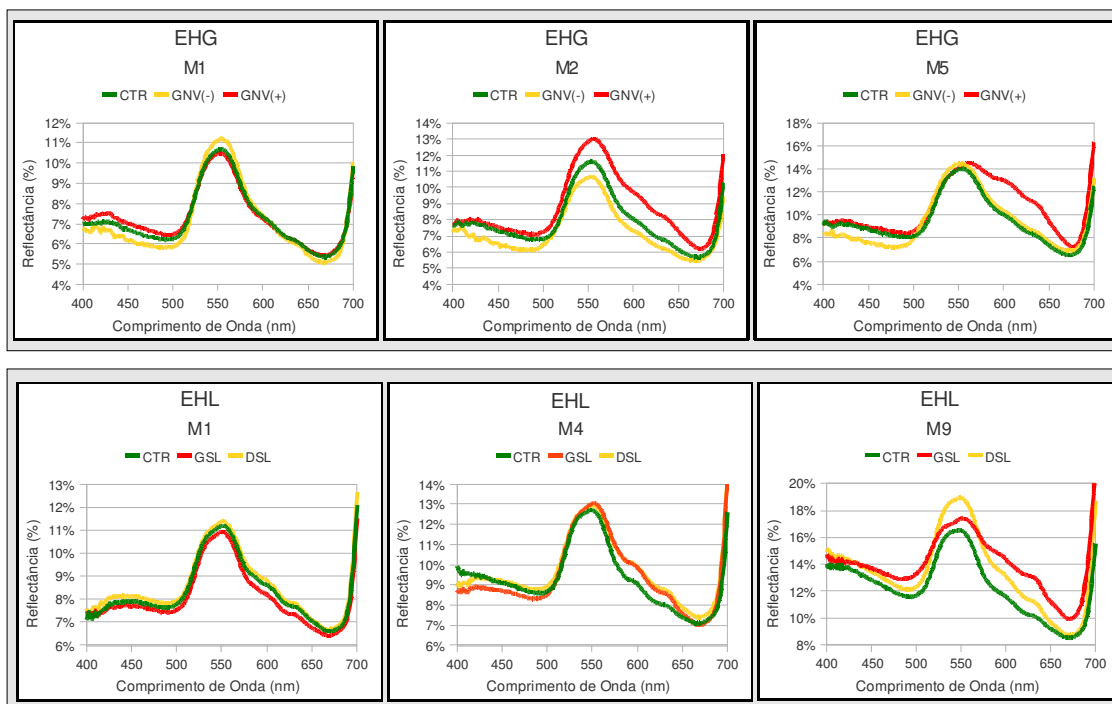 EHG
M1
CTR GNV(-) GNV(+)
12%
11%
10%
9%
8%
7%
6%
5%
4%
400 450 500 550 600 650 700
Reflectância (%)
Comprimento de Onda (nm)
EHG
M2
CTR GNV(-) GNV(+)
14%
13%
12%
11%
10%
9%
8%
7%
6%
5%
4%
400 450 500 550 600 650 700
Reflectância (%)
Comprimento de Onda (nm)
EHG
M5
CTR GNV(-) GNV(+)
18%
16%
14%
12%
10%
8%
6%
4%
400 450 500 550 600 650 700
Reflectância (%)
Comprimento de Onda (nm)
EHL
M1
CTR GSL DSL
13%
12%
11%
10%
9%
8%
7%
6%
400 450 500 550 600 650 700
Reflectância (%)
Comprimento de Onda (nm)
EHL
M4
CTR GSL DSL
14%
13%
12%
11%
10%
9%
8%
7%
6%
400 450 500 550 600 650 700
Reflectância (%)
Comprimento de Onda (nm)
EHL
M9
CTR GSL DSL
20%
18%
16%
14%
12%
10%
8%
400 450 500 550 600 650 700
Reflectância (%)
Comprimento de Onda (nm)